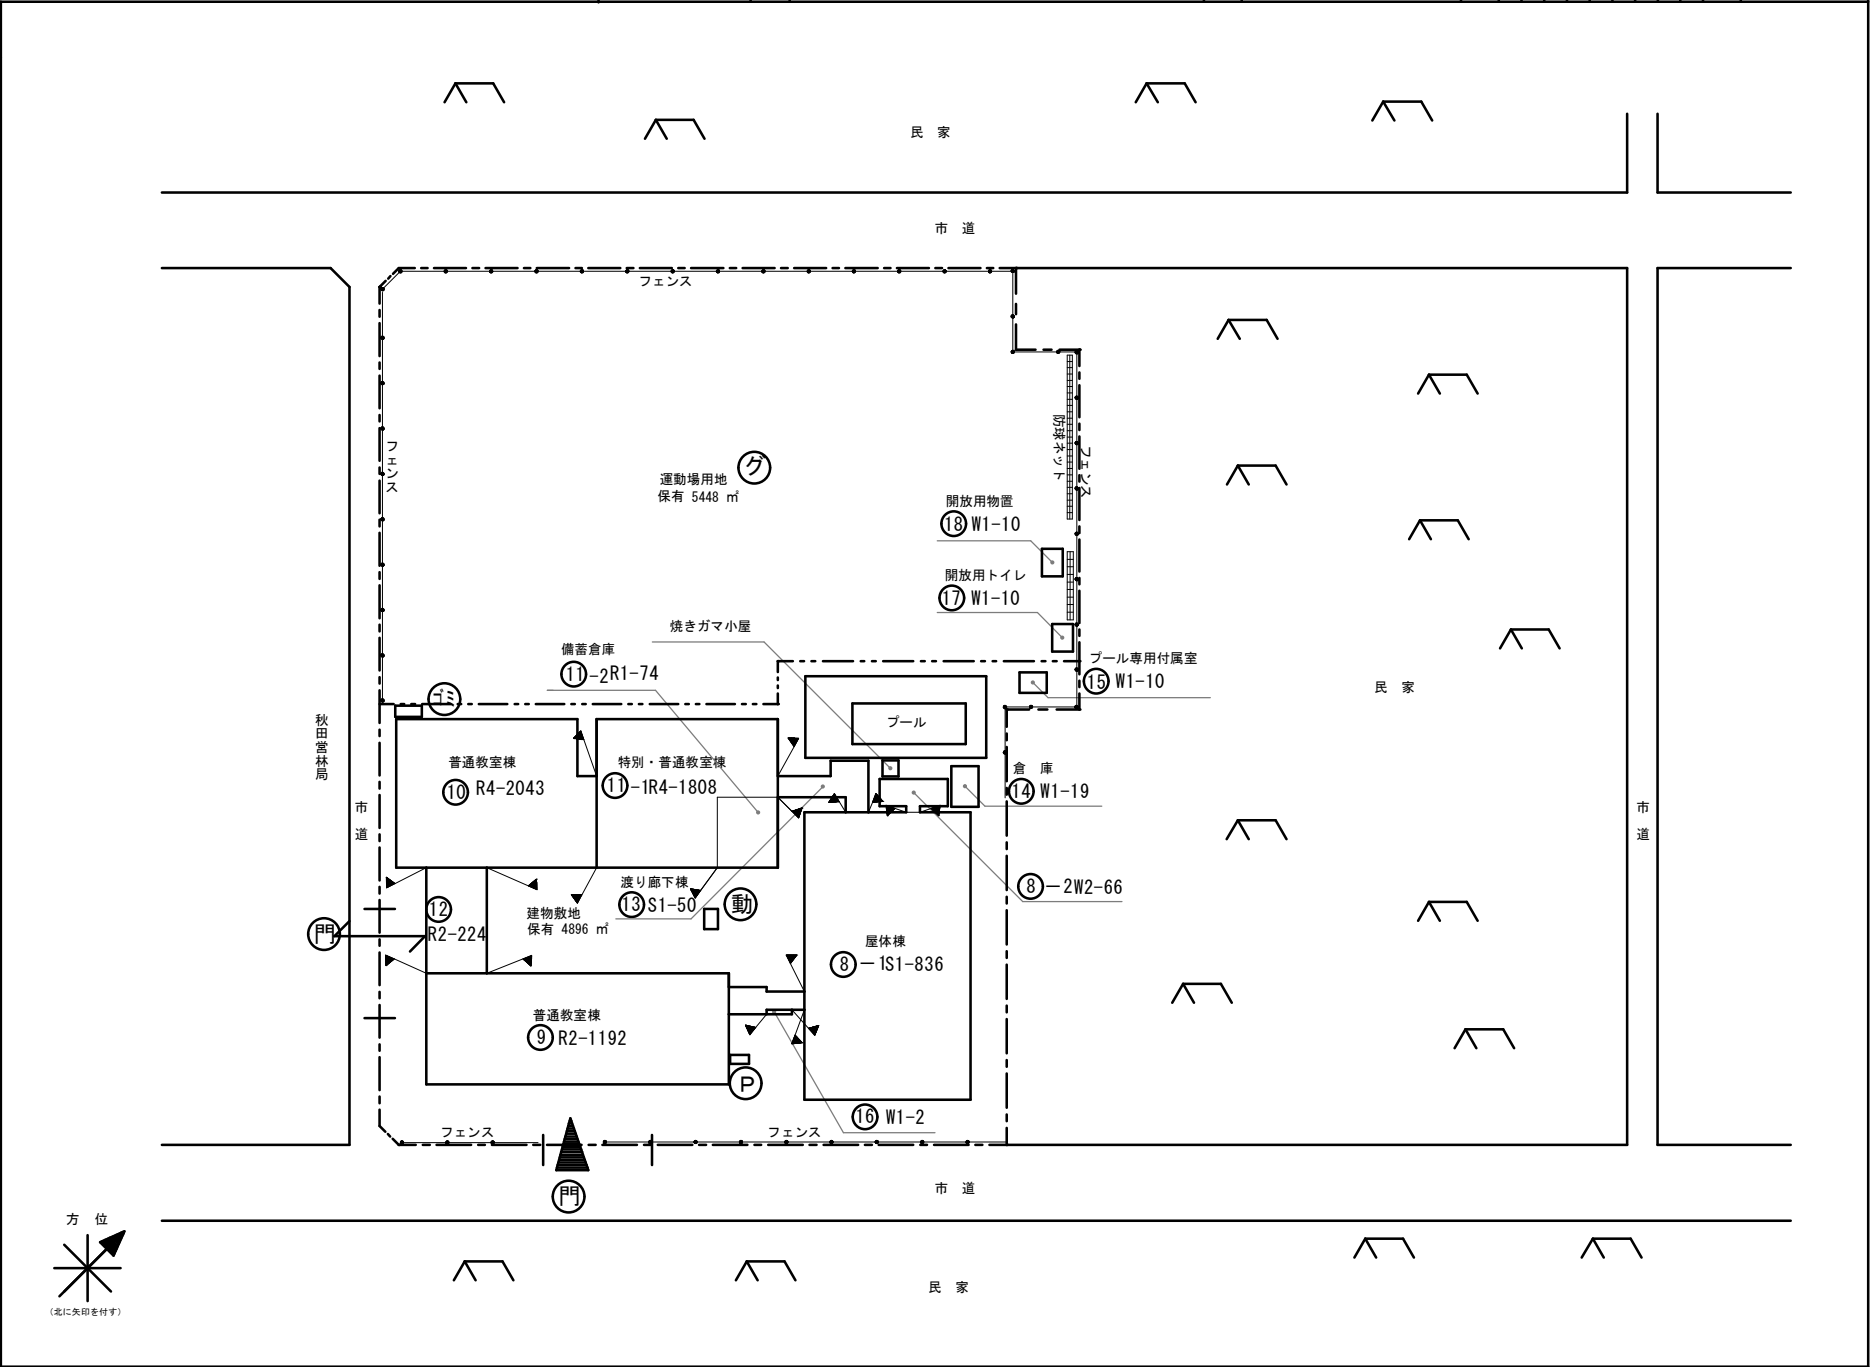 民 家
市 道
フェンス
フェンス
防球ネット
フェンス
グ
運動場用地
保有 5448 ㎡
開放用物置
⑱ W1-10
開放用トイレ
⑰ W1-10
焼きガマ小屋
備蓄倉庫
⑪-2R1-74
プール専用付属室
⑮ W1-10
民 家
ゴミ
秋田営林局
プール
普通教室棟
⑩ R4-2043
特別・普通教室棟
⑪-1R4-1808
倉 庫
⑭ W1-19
市 道
市 道
渡り廊下棟
⑬ S1-50
動
⑧-2W2-66
⑫
R2-224
建物敷地
保有 4896 ㎡
門
屋体棟
⑧-1S1-836
普通教室棟
⑨ R2-1192
P
⑯ W1-2
フェンス
フェンス
門
市 道
方 位
(北に矢印を付す)
民 家